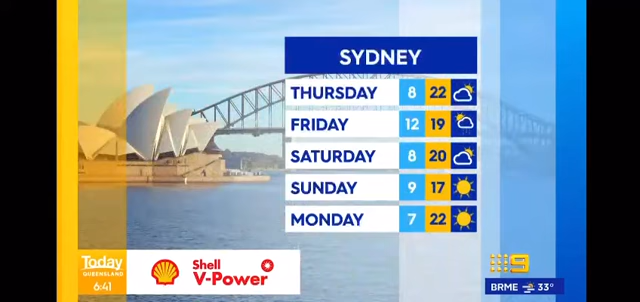 SYDNEY
THURSDAY 8 22
FRIDAY 12 19
SATURDAY 8 20
SUNDAY 9 17
MONDAY 7 22
Today
QUEENSLAND
6:41
Shell
V-Power
9
BRME 33°